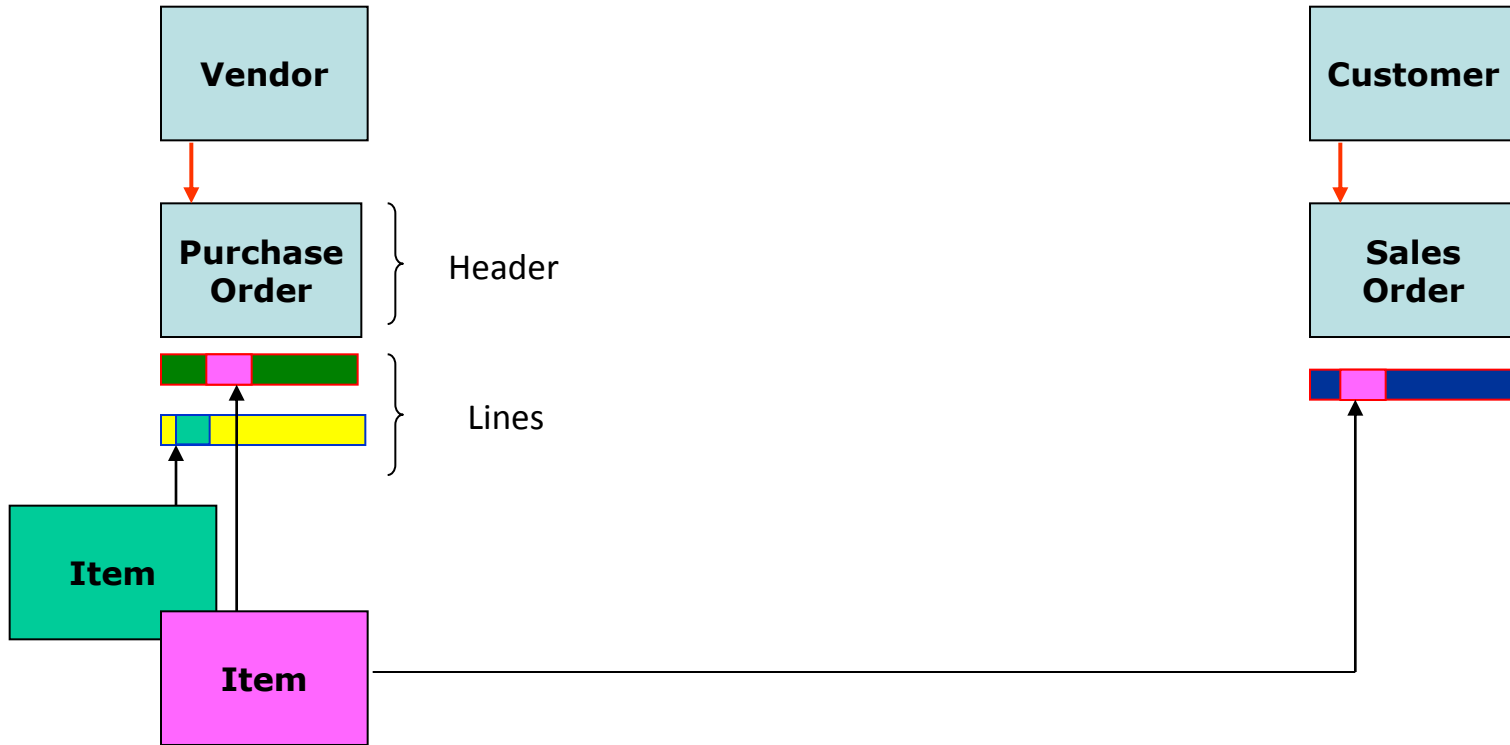 Vendor
Customer
Purchase
Order
Header
Sales
Order
Lines
Item
Item